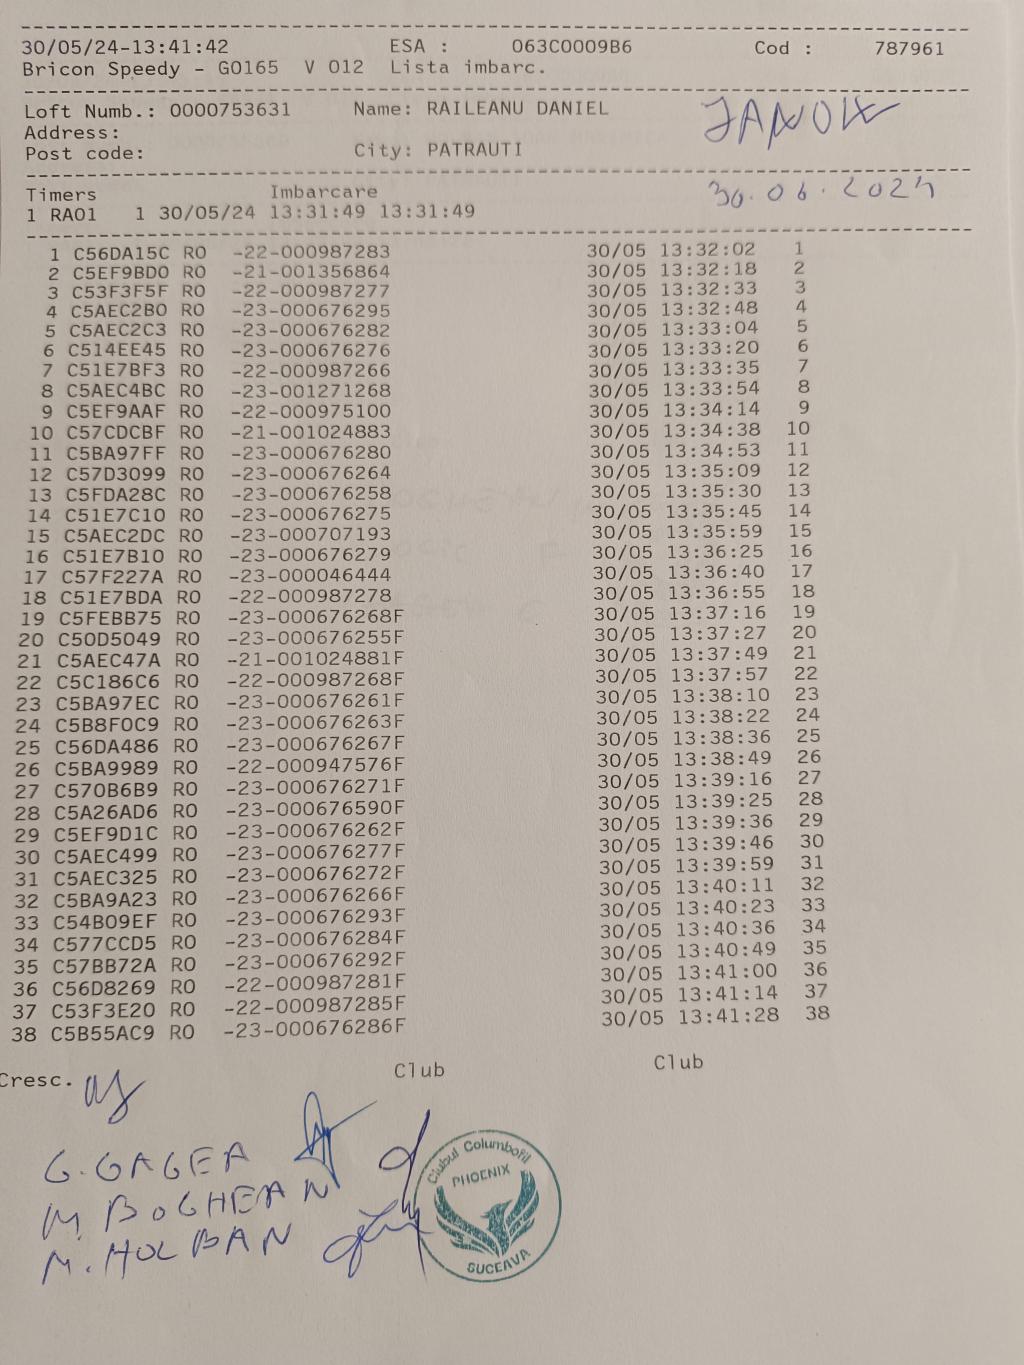 30/05/24-13:41:42 ESA : 063C0009B6 Cod : 787961
Bricon Speedy - G0165 V 012 Lista imbarc.
Loft Numb.: 0000753631 Name: RAILEANU DANIEL
JANOW
Address:
Post code: City: PATRAUTI
Timers Imbarcare
30.06.2024
1 RA01 1 30/05/24 13:31:49 13:31:49
1 C56DA15C RO -22-000987283 30/05 13:32:02 1
2 C5EF9BD0 RO -21-001356864 30/05 13:32:18 2
3 C53F3F5F RO -22-000987277 30/05 13:32:33 3
4 C5AEC2B0 RO -23-000676295 30/05 13:32:48 4
5 C5AEC2C3 RO -23-000676282 30/05 13:33:04 5
6 C514EE45 RO -23-000676276 30/05 13:33:20 6
7 C51E7BF3 RO -22-000987266 30/05 13:33:35 7
8 C5AEC4BC RO -23-001271268 30/05 13:33:54 8
9 C5EF9AAF RO -22-000975100 30/05 13:34:14 9
10 C57CDCBF RO -21-001024883 30/05 13:34:38 10
11 C5BA97FF RO -23-000676280 30/05 13:34:53 11
12 C57D3099 RO -23-000676264 30/05 13:35:09 12
13 C5FDA28C RO -23-000676258 30/05 13:35:30 13
14 C51E7C10 RO -23-000676275 30/05 13:35:45 14
15 C5AEC2DC RO -23-000707193 30/05 13:35:59 15
16 C51E7B10 RO -23-000676279 30/05 13:36:25 16
17 C57F227A RO -23-000046444 30/05 13:36:40 17
18 C51E7BDA RO -22-000987278 30/05 13:36:55 18
19 C5FEBB75 RO -23-000676268F 30/05 13:37:16 19
20 C50D5049 RO -23-000676255F 30/05 13:37:27 20
21 C5AEC47A RO -21-001024881F 30/05 13:37:49 21
22 C5C186C6 RO -22-000987268F 30/05 13:37:57 22
23 C5BA97EC RO -23-000676261F 30/05 13:38:10 23
24 C5B8F0C9 RO -23-000676263F 30/05 13:38:22 24
25 C56DA486 RO -23-000676267F 30/05 13:38:36 25
26 C5BA9989 RO -22-000947576F 30/05 13:38:49 26
27 C570B6B9 RO -23-000676271F 30/05 13:39:16 27
28 C5A26AD6 RO -23-000676590F 30/05 13:39:25 28
29 C5EF9D1C RO -23-000676262F 30/05 13:39:36 29
30 C5AEC499 RO -23-000676277F 30/05 13:39:46 30
31 C5AEC325 RO -23-000676272F 30/05 13:39:59 31
32 C5BA9A23 RO -23-000676266F 30/05 13:40:11 32
33 C54B09EF RO -23-000676293F 30/05 13:40:23 33
34 C577CCD5 RO -23-000676284F 30/05 13:40:36 34
35 C57BB72A RO -23-000676292F 30/05 13:40:49 35
36 C56D8269 RO -22-000987281F 30/05 13:41:00 36
37 C53F3E20 RO -22-000987285F 30/05 13:41:14 37
38 C5B55AC9 RO -23-000676286F 30/05 13:41:28 38
Cresc. Club Club
G. GAGEA
M. BOGHEAN
M. HOLBAN
Clubul Columbofil
PHOENIX
SUCEAVA